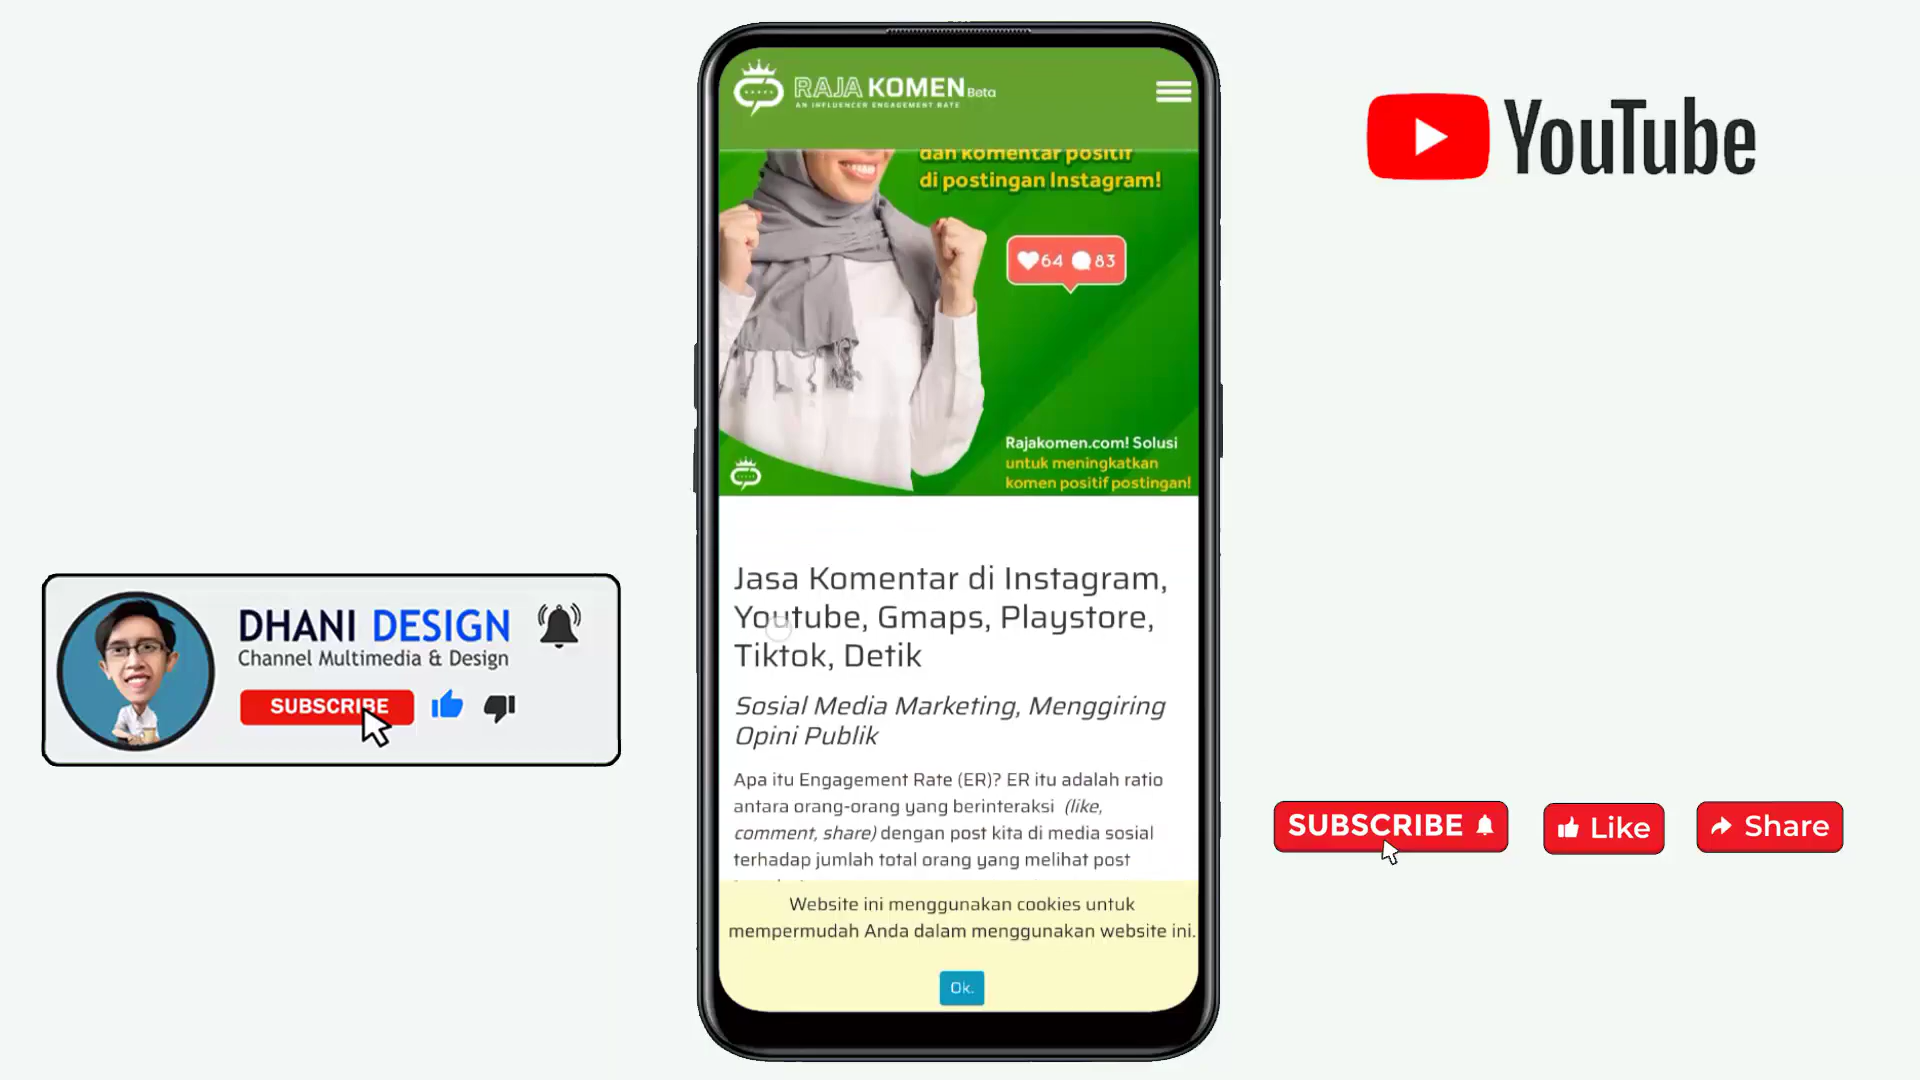 RAJA KOMEN Beta
AN INFLUENCER ENGAGEMENT RATE
dan komentar positif
di postingan Instagram!
64 83
Rajakomen.com! Solusi
untuk meningkatkan
komen positif postingan!
Jasa Komentar di Instagram,
Youtube, Gmaps, Playstore,
Tiktok, Detik
Sosial Media Marketing, Menggiring
Opini Publik
Apa itu Engagement Rate (ER)? ER itu adalah ratio
antara orang-orang yang berinteraksi (like,
comment, share) dengan post kita di media sosial
terhadap jumlah total orang yang melihat post
Website ini menggunakan cookies untuk
mempermudah Anda dalam menggunakan website ini.
Ok.
YouTube
DHANI DESIGN
Channel Multimedia & Design
SUBSCRIBE
SUBSCRIBE
Like
Share